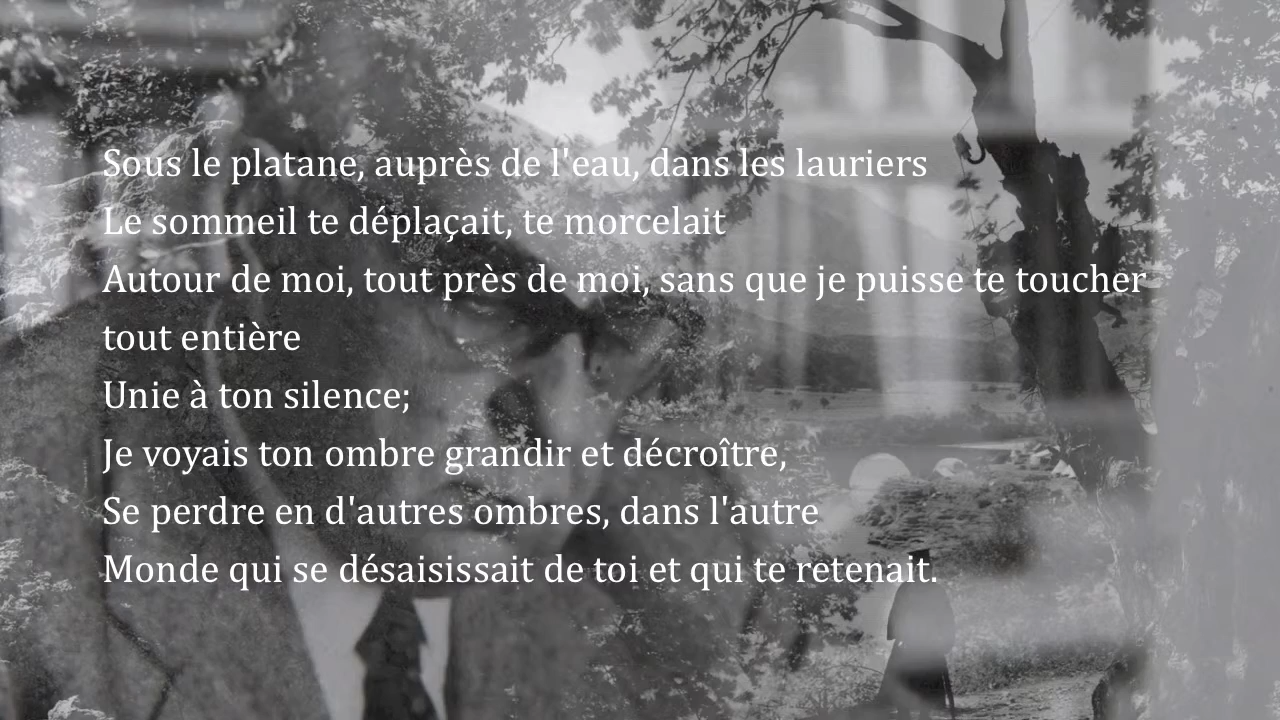 Sous le platane, auprès de l'eau, dans les lauriers
Le sommeil te déplaçait, te morcelait
Autour de moi, tout près de moi, sans que je puisse te toucher
tout entière
Unie à ton silence;
Je voyais ton ombre grandir et décroître,
Se perdre en d'autres ombres, dans l'autre
Monde qui se désaisissait de toi et qui te retenait.